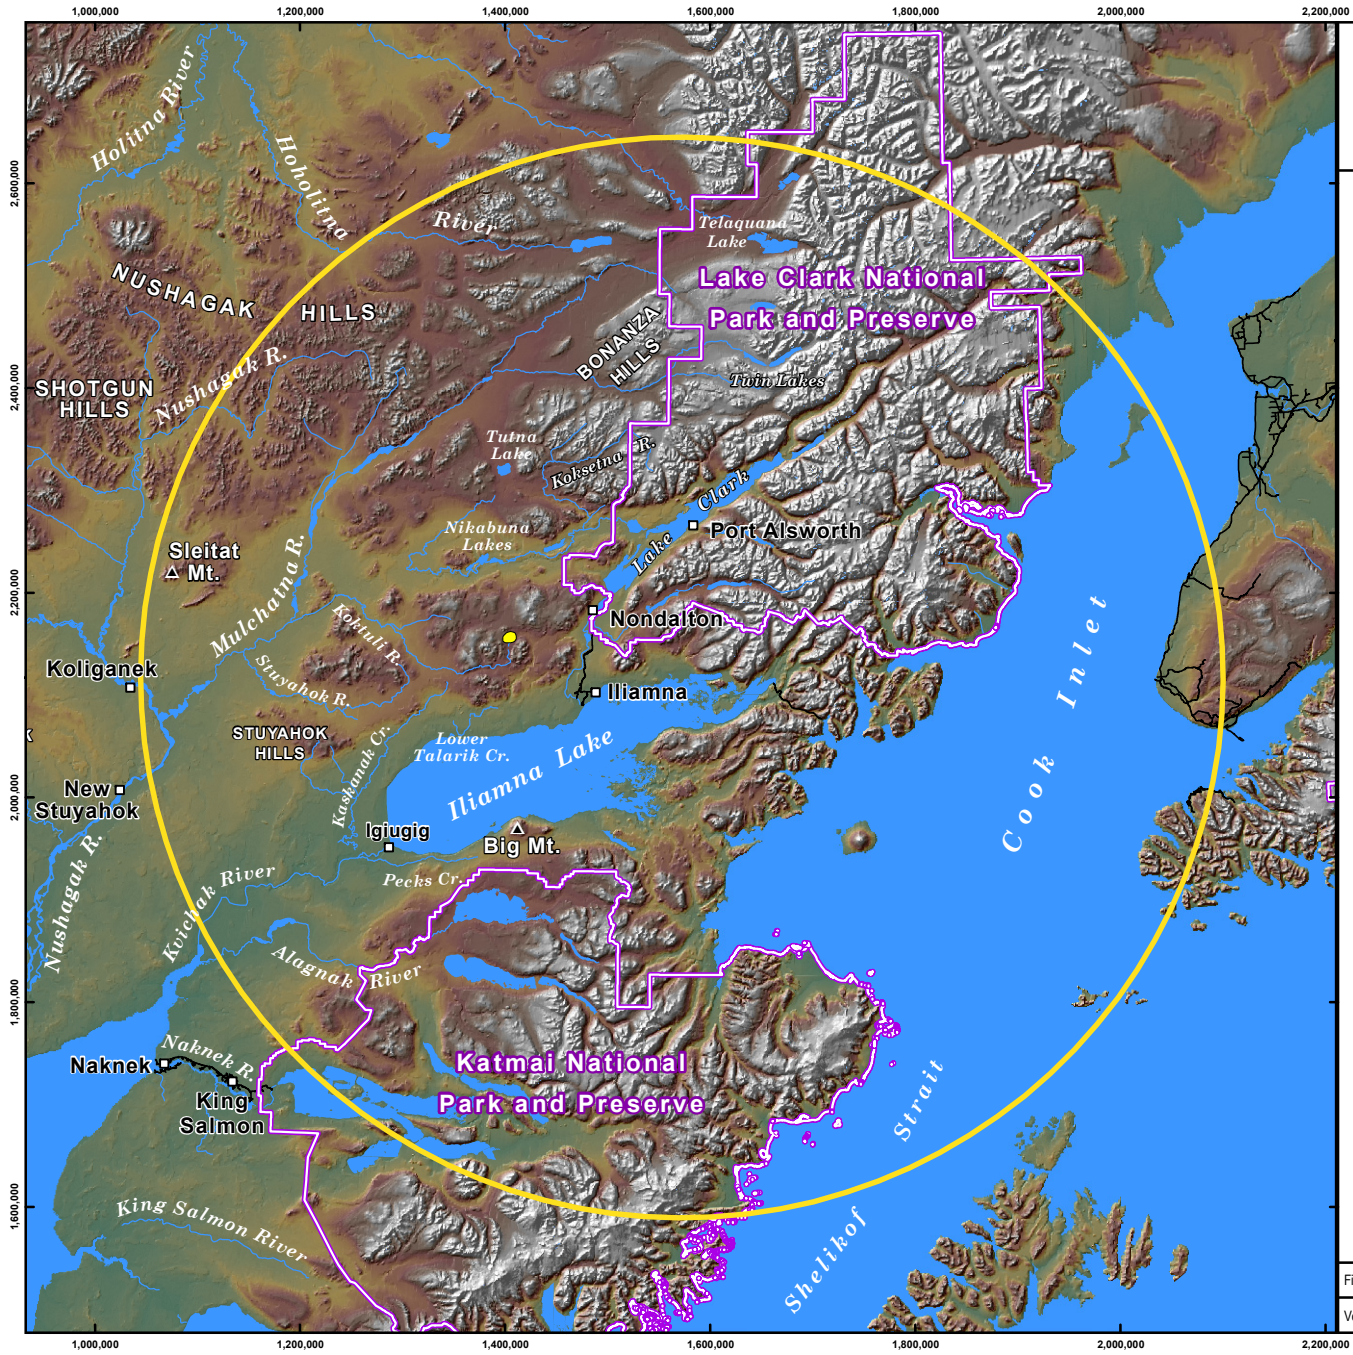 1,000,000
1,200,000
1,400,000
1,600,000
1,800,000
2,000,000
2,200,000
Holitna River
Hoholitna
River
Telaquana
Lake
2,600,000
NUSHAGAK
HILLS
Lake Clark National
Park and Preserve
BONANZA
HILLS
SHOTGUN
HILLS
Nushagak R.
Twin Lakes
2,400,000
Tutna
Lake
Koksetna R.
Lake Clark
Nikabuna
Lakes
Port Alsworth
Sleitat
Mt.
Mulchatna R.
2,200,000
Koktuli R.
Nondalton
Koliganek
Stuyahok R.
Iliamna
Cook Inlet
K
STUYAHOK
HILLS
Kaskanak Cr.
Lower
Talarik Cr.
Iliamna Lake
New
Stuyahok
2,000,000
Igiugig
Big Mt.
Nushagak R.
Kvichak River
Pecks Cr.
Alagnak River
1,800,000
Naknek R.
Naknek
King
Salmon
Katmai National
Park and Preserve
Shelikof Strait
King Salmon River
1,600,000
Fi
Ve
1,000,000
1,200,000
1,400,000
1,600,000
1,800,000
2,000,000
2,200,000